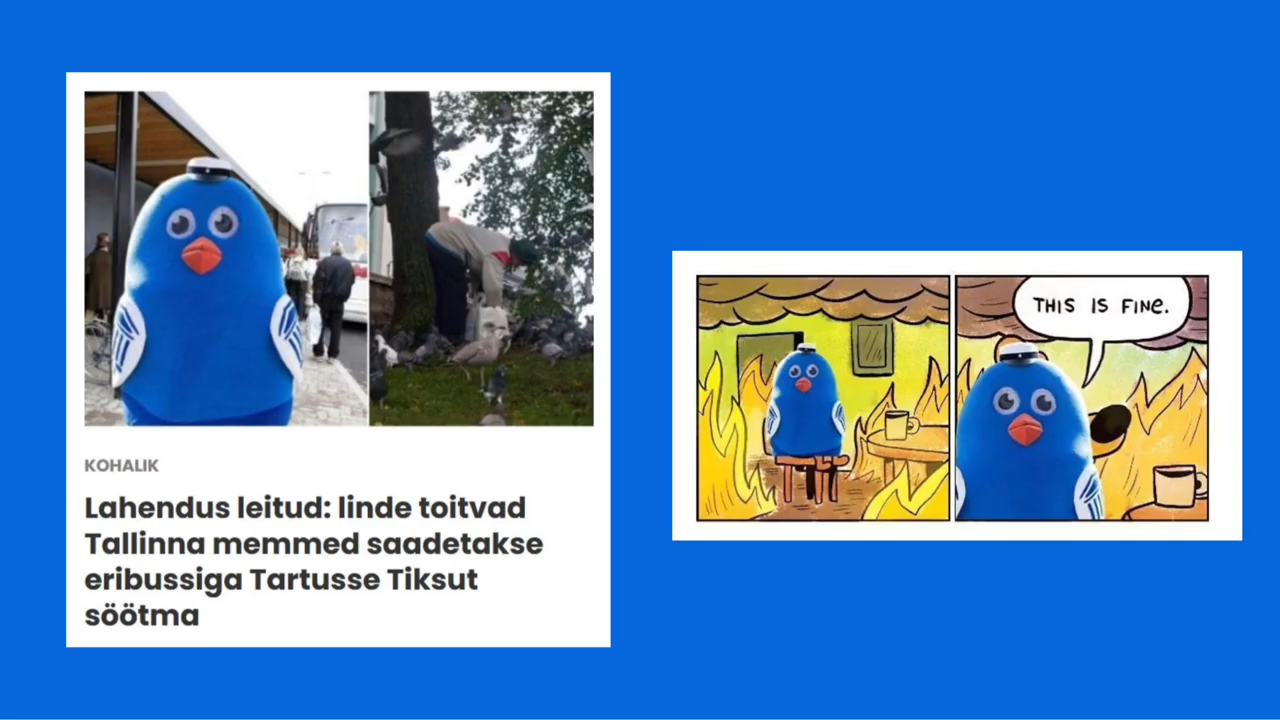 KOHALIK
Lahendus leitud: linde toitvad
Tallinna memmed saadetakse
eribussiga Tartusse Tiksut
söötma
THIS IS FINE.